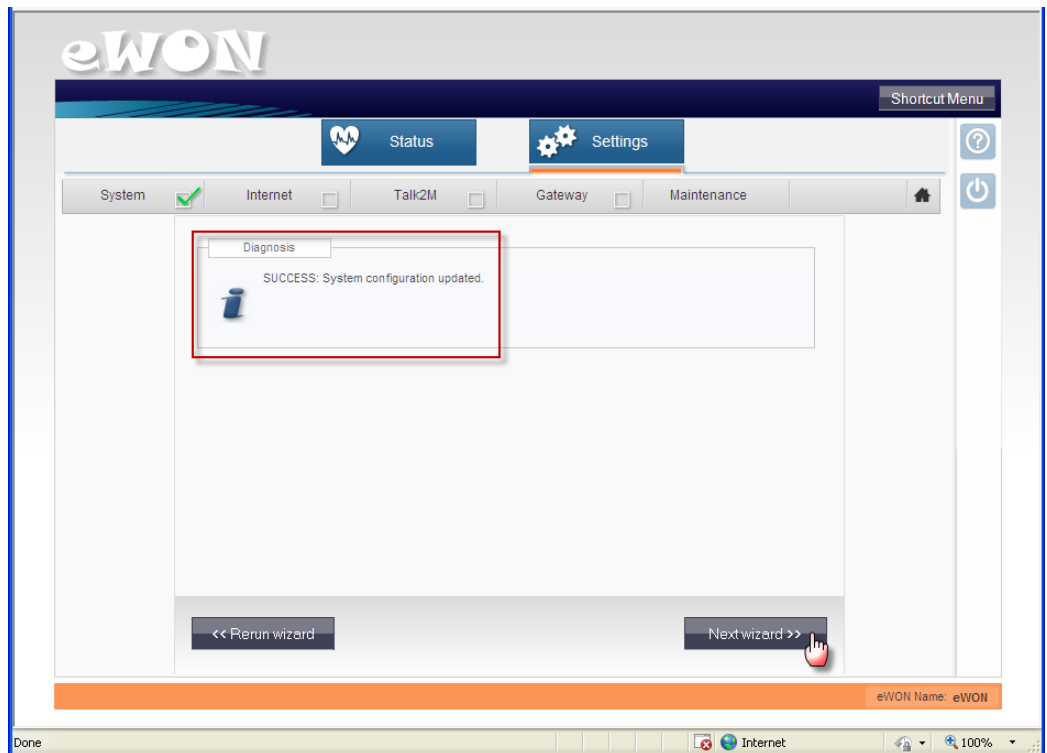 eWON
Shortcut Menu
Status
Settings
System
Internet
Talk2M
Gateway
Maintenance
Diagnosis
SUCCESS: System configuration updated.
<< Rerun wizard
Next wizard >>
eWON Name: eWON
Done
Internet
100%